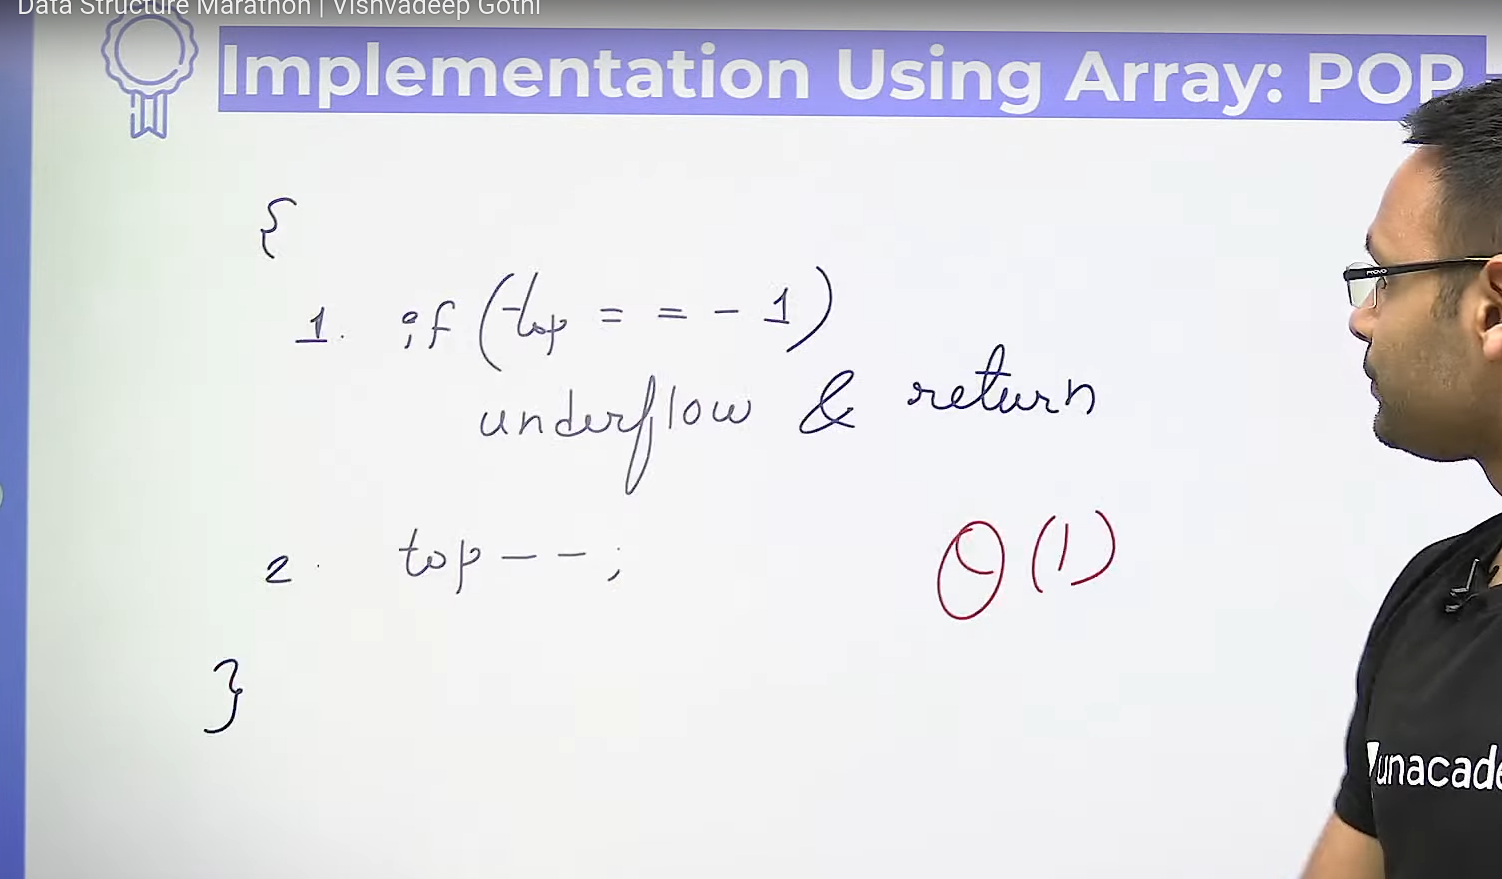 Data Structure Marathon | Vishvadeep Gothi
Implementation Using Array: POP
{
1. if (top == -1)
underflow & return
2. top--;
θ(1)
}
unacade